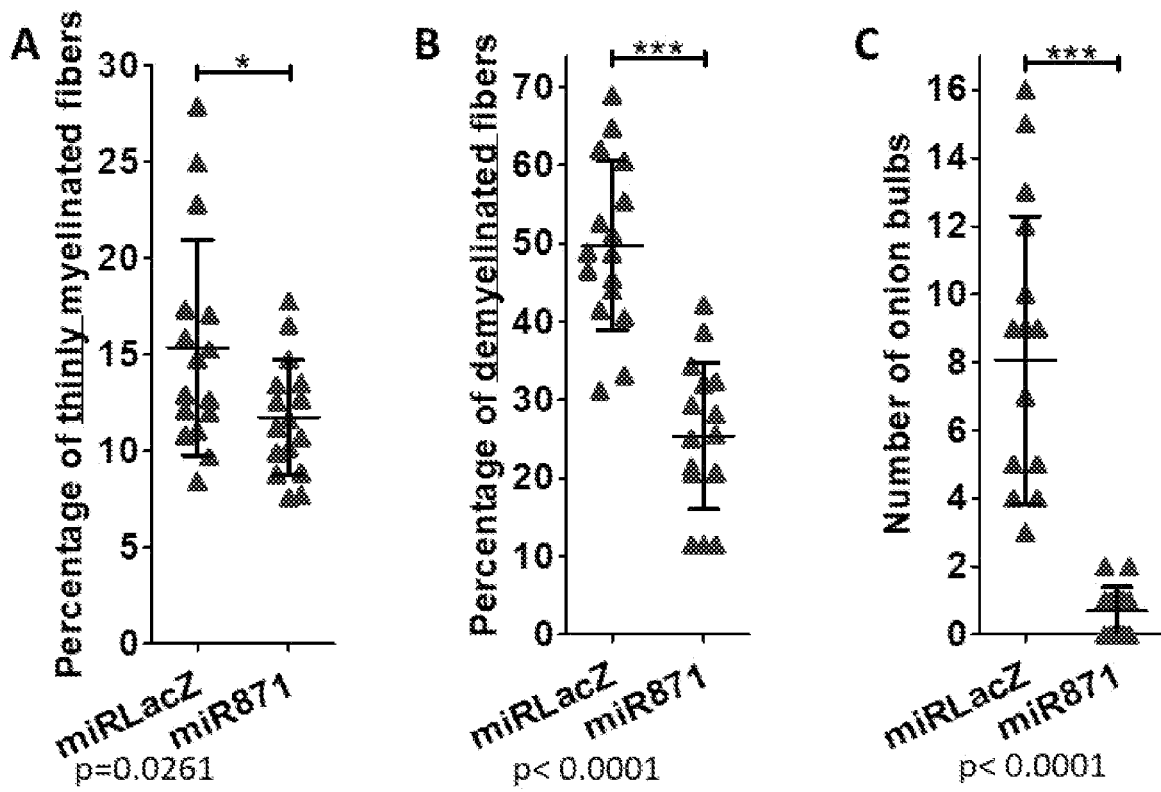 A
Percentage of thinly myelinated fibers
30
25
20
15
10
5
0
*
miRLacZ
miR871
p=0.0261
B
Percentage of demyelinated fibers
70
60
50
40
30
20
10
0
***
miRLacZ
miR871
p< 0.0001
C
Number of onion bulbs
16
14
12
10
8
6
4
2
0
***
miRLacZ
miR871
p< 0.0001